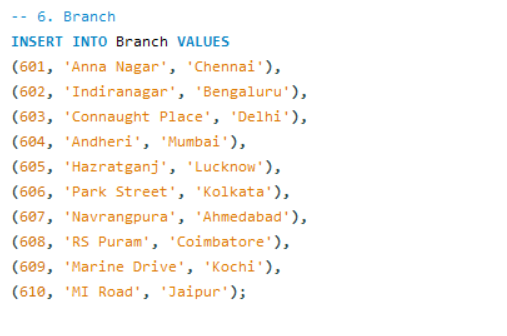 -- 6. Branch
INSERT INTO Branch VALUES
(601, 'Anna Nagar', 'Chennai'),
(602, 'Indiranagar', 'Bengaluru'),
(603, 'Connaught Place', 'Delhi'),
(604, 'Andheri', 'Mumbai'),
(605, 'Hazratganj', 'Lucknow'),
(606, 'Park Street', 'Kolkata'),
(607, 'Navrangpura', 'Ahmedabad'),
(608, 'RS Puram', 'Coimbatore'),
(609, 'Marine Drive', 'Kochi'),
(610, 'MI Road', 'Jaipur');